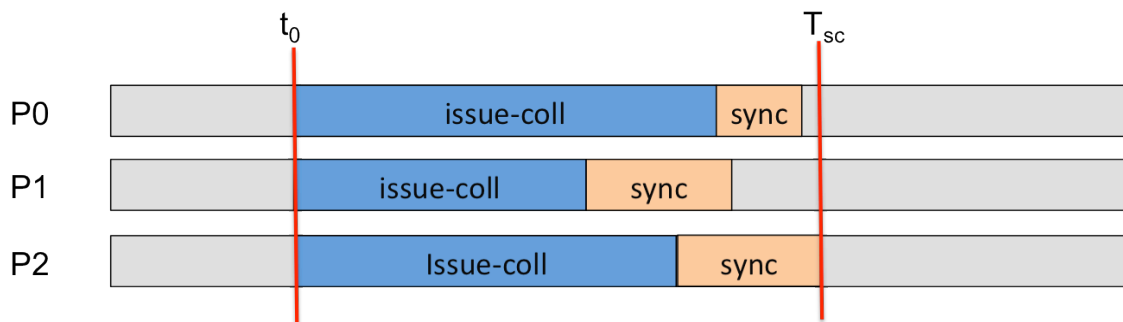 t0 Tsc
P0 issue-coll sync
P1 issue-coll sync
P2 Issue-coll sync